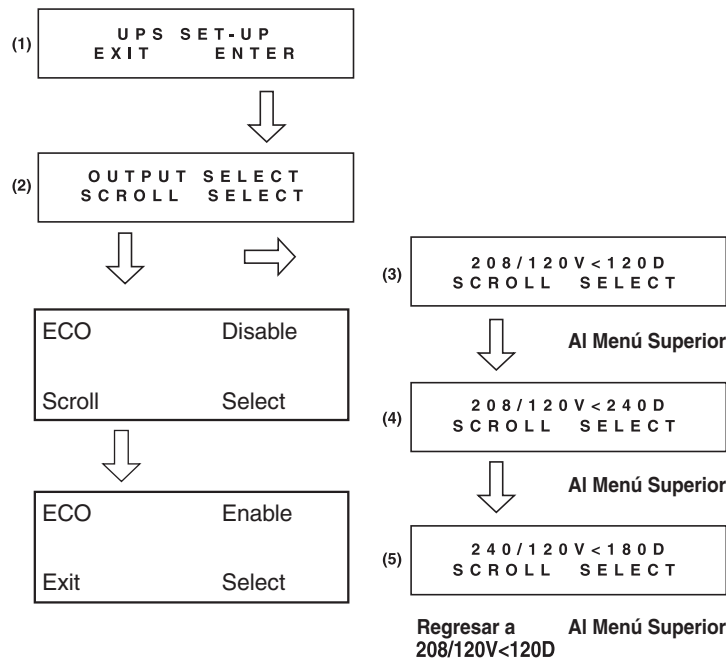 (1)
UPS SET-UP
EXIT ENTER
(2)
OUTPUT SELECT
SCROLL SELECT
ECO Disable
Scroll Select
ECO Enable
Exit Select
(3)
208/120V<120D
SCROLL SELECT
Al Menú Superior
(4)
208/120V<240D
SCROLL SELECT
Al Menú Superior
(5)
240/120V<180D
SCROLL SELECT
Regresar a Al Menú Superior
208/120V<120D